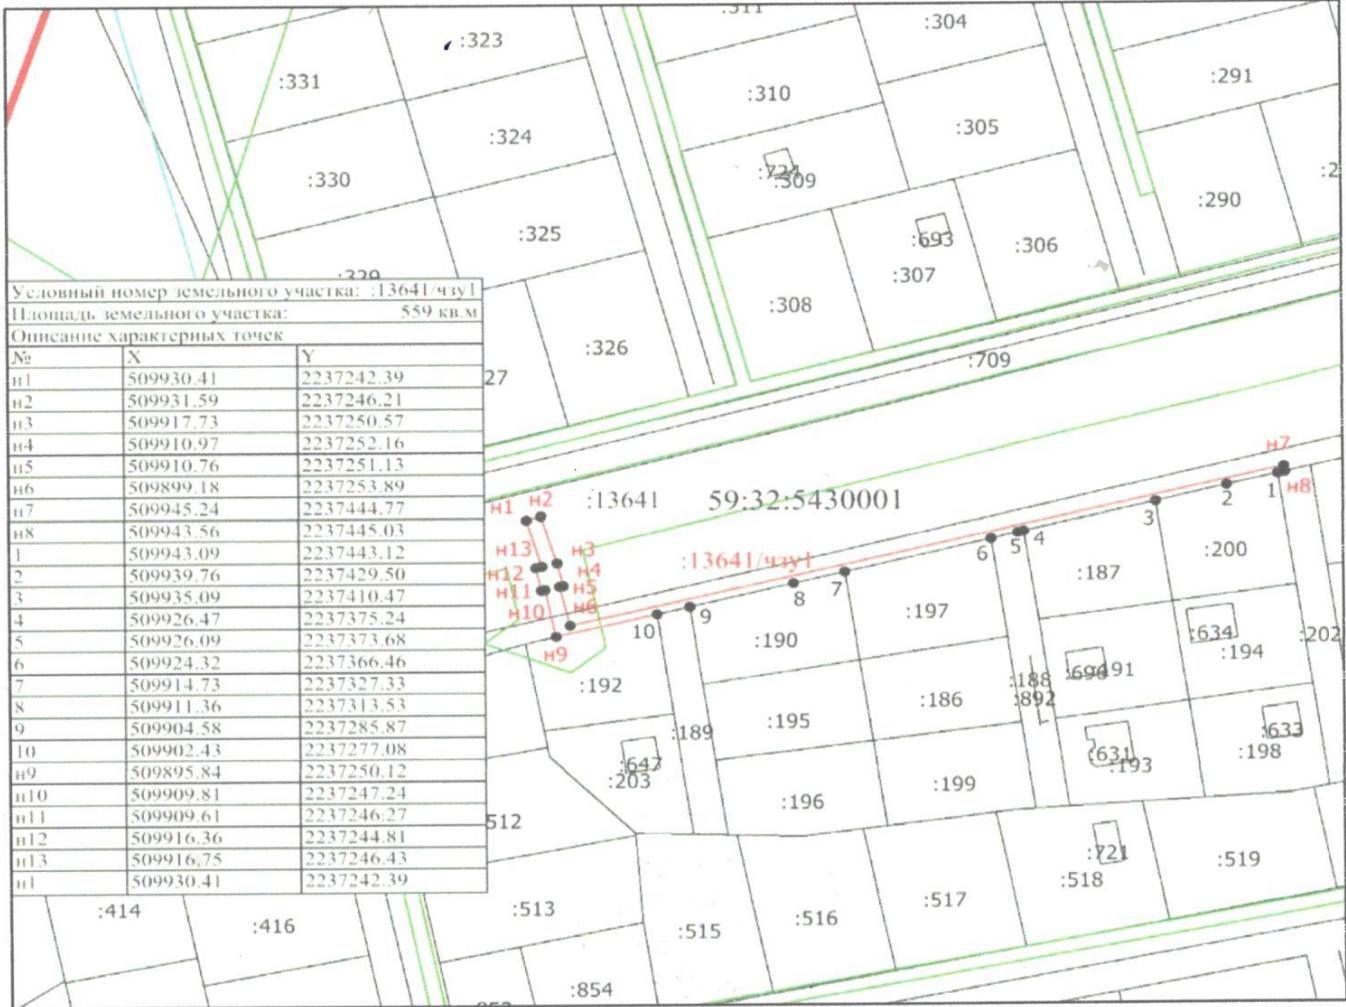 :311
:304
:323
:331
:291
:310
:324
:305
:330
:724
:309
:290
:325
:693
:306
:307
:329
:308
:326
:709
Условный номер земельного участка: :13641/чзу1
Площадь земельного участка: 559 кв.м
Описание характерных точек
№ X Y
н1 509930.41 2237242.39
н2 509931.59 2237246.21
н3 509917.73 2237250.57
н4 509910.97 2237252.16
н5 509910.76 2237251.13
н6 509899.18 2237253.89
н7 509945.24 2237444.77
н8 509943.56 2237445.03
1 509943.09 2237443.12
2 509939.76 2237429.50
3 509935.09 2237410.47
4 509926.47 2237375.24
5 509926.09 2237373.68
6 509924.32 2237366.46
7 509914.73 2237327.33
8 509911.36 2237313.53
9 509904.58 2237285.87
10 509902.43 2237277.08
н9 509895.84 2237250.12
н10 509909.81 2237247.24
н11 509909.61 2237246.27
н12 509916.36 2237244.81
н13 509916.75 2237246.43
н1 509930.41 2237242.39
27
н7
н8
1
2
3
4
5
6
7
8
9
10
н1
н2
:13641
59:32:5430001
н13
н3
н12
н4
н11
н5
н10
н6
н9
:13641/чзу1
:200
:187
:197
:190
:634
:202
:194
:192
:188
:696
:191
:892
:186
:195
:189
:633
:198
:631
:193
:647
:203
:199
:196
512
:721
:519
:518
:517
:414
:416
:513
:516
:515
:854